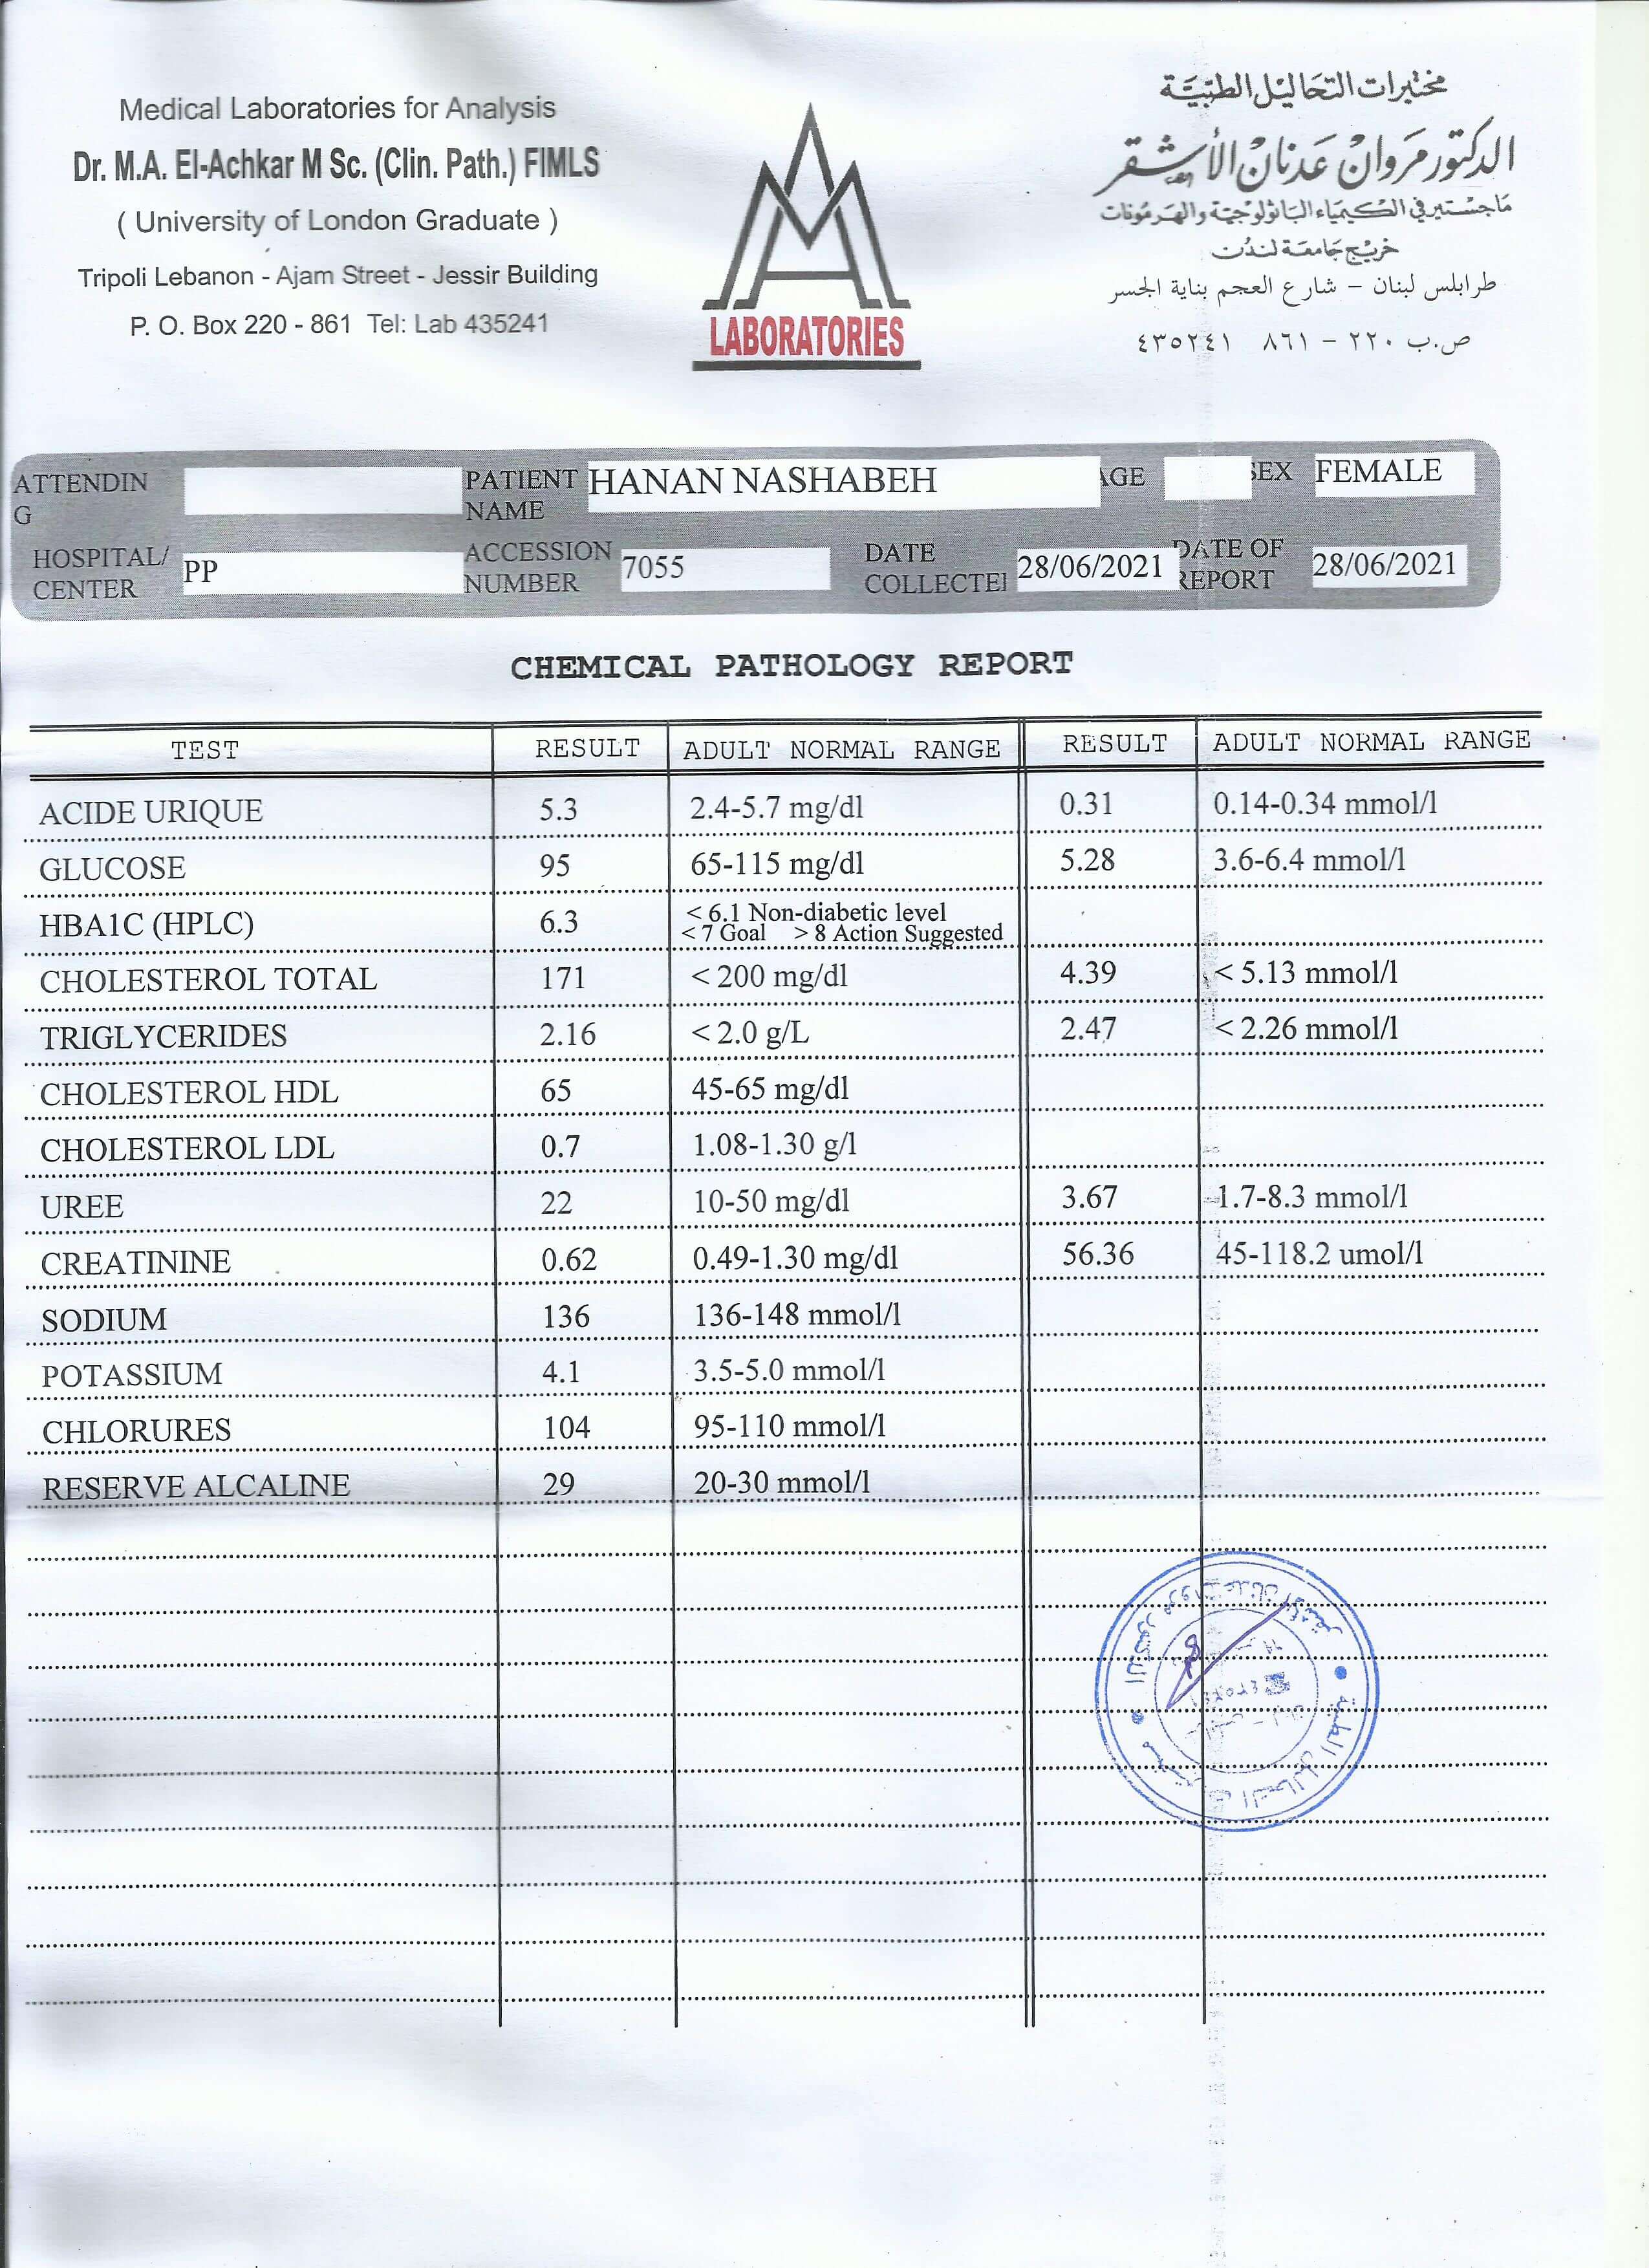 Medical Laboratories for Analysis
Dr. M.A. El-Achkar M Sc. (Clin. Path.) FIMLS
( University of London Graduate )
Tripoli Lebanon - Ajam Street - Jessir Building
P. O. Box 220 - 861 Tel: Lab 435241
LABORATORIES
مختبرات التحاليل الطبية
الدكتور مروان عدنان الأشقر
ماجستير في الكيمياء الباثولوجية والهرمونات
خريج جامعة لندن
طرابلس لبنان – شارع العجم بناية الجسر
ص.ب ٢٢٠ – ٨٦١ ٤٣٥٢٤١
ATTENDIN
G
PATIENT NAME HANAN NASHABEH
AGE
SEX FEMALE
HOSPITAL/ CENTER PP
ACCESSION NUMBER 7055
DATE COLLECTE 28/06/2021
DATE OF REPORT 28/06/2021
CHEMICAL PATHOLOGY REPORT
TEST RESULT ADULT NORMAL RANGE RESULT ADULT NORMAL RANGE
ACIDE URIQUE 5.3 2.4-5.7 mg/dl 0.31 0.14-0.34 mmol/l
GLUCOSE 95 65-115 mg/dl 5.28 3.6-6.4 mmol/l
HBA1C (HPLC) 6.3 < 6.1 Non-diabetic level
< 7 Goal > 8 Action Suggested
CHOLESTEROL TOTAL 171 < 200 mg/dl 4.39 < 5.13 mmol/l
TRIGLYCERIDES 2.16 < 2.0 g/L 2.47 < 2.26 mmol/l
CHOLESTEROL HDL 65 45-65 mg/dl
CHOLESTEROL LDL 0.7 1.08-1.30 g/l
UREE 22 10-50 mg/dl 3.67 1.7-8.3 mmol/l
CREATININE 0.62 0.49-1.30 mg/dl 56.36 45-118.2 umol/l
SODIUM 136 136-148 mmol/l
POTASSIUM 4.1 3.5-5.0 mmol/l
CHLORURES 104 95-110 mmol/l
RESERVE ALCALINE 29 20-30 mmol/l
الدكتور مروان عدنان الأشقر
التحاليل الطبية